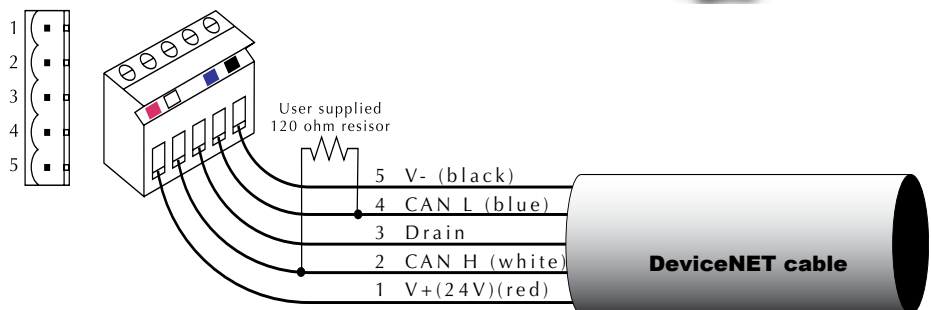 1
2
3
4
5
User supplied
120 ohm resisor
5 V- (black)
4 CAN L (blue)
3 Drain
2 CAN H (white)
1 V+(24V)(red)
DeviceNET cable